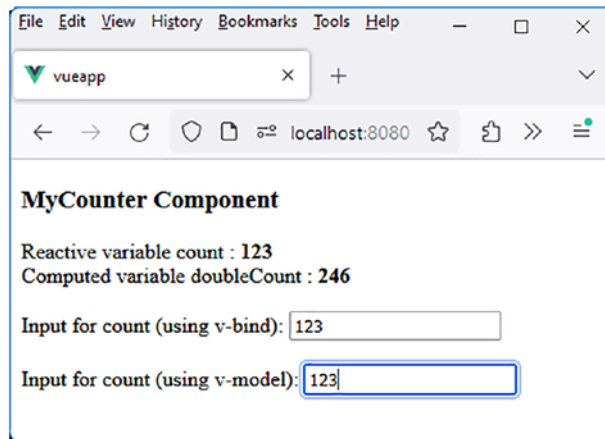 File Edit View History Bookmarks Tools Help
vueapp
localhost:8080
MyCounter Component
Reactive variable count : 123
Computed variable doubleCount : 246
Input for count (using v-bind): 123
Input for count (using v-model): 123